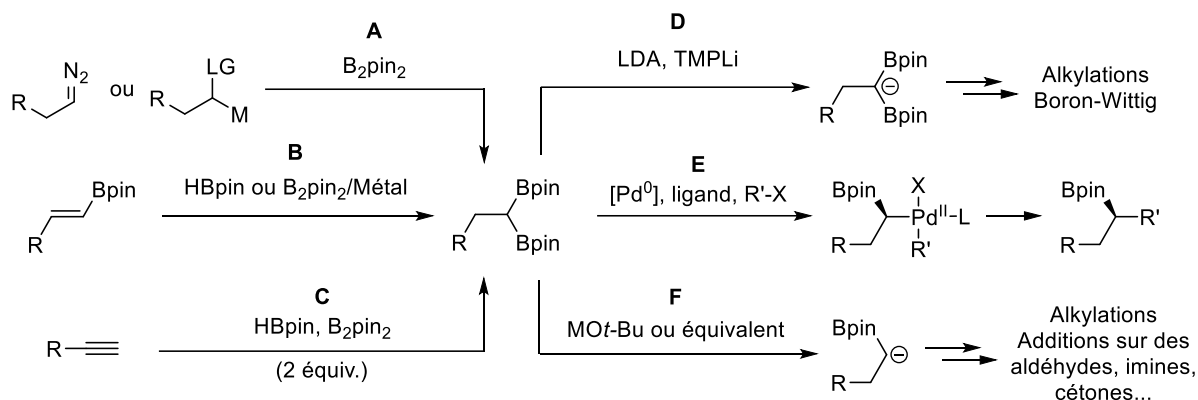 A
B₂pin₂
N₂
R
ou
LG
R
M
D
LDA, TMPLi
Bpin
R
⊖
Bpin
Alkylations
Boron-Wittig
B
HBpin ou B₂pin₂/Métal
Bpin
R
Bpin
R
Bpin
E
[Pd⁰], ligand, R'-X
Bpin
X
Pdᴵᴵ-L
R
R'
Bpin
R'
R
C
HBpin, B₂pin₂
(2 équiv.)
R
F
MOt-Bu ou équivalent
Bpin
⊖
R
Alkylations
Additions sur des
aldéhydes, imines,
cétones...